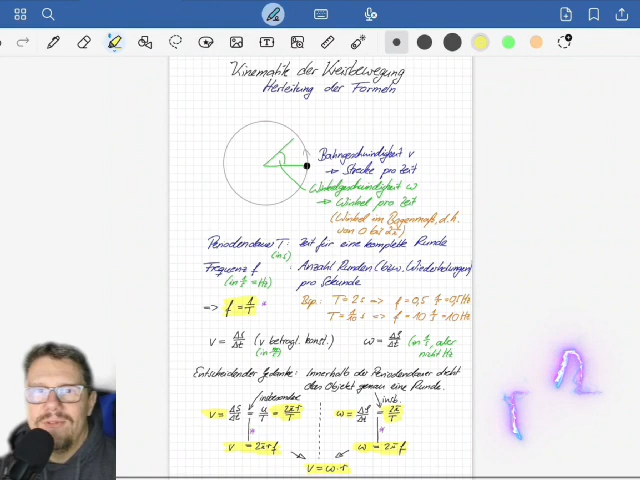 Kinematik der Kreisbewegung
Herleitung der Formeln
Bahngeschwindigkeit v
→ Strecke pro Zeit
Winkelgeschwindigkeit ω
→ Winkel pro Zeit
(Winkel im Bogenmaß, d.h.
von 0 bis 2π)
Periodendauer T: Zeit für eine komplette Runde
(in s)
Frequenz f : Anzahl Runden (bzw. Wiederholungen)
(in 1/s = Hz) pro Sekunde
=> f = 1/T * Bsp.: T = 2s => f = 0,5 1/s = 0,5 Hz
T = 1/10 s => f = 10 1/s = 10 Hz
v = Δs/Δt (v betragl. konst.) ω = Δφ/Δt (in 1/s, aber
(in m/s) nicht Hz)
Entscheidender Gedanke: Innerhalb der Periodendauer dreht
das Objekt genau eine Runde.
insbesondere insb.
v = Δs/Δt = u/T = 2πr/T ω = Δφ/Δt = 2π/T
* *
v = 2πrf ω = 2πf
v = ω·r